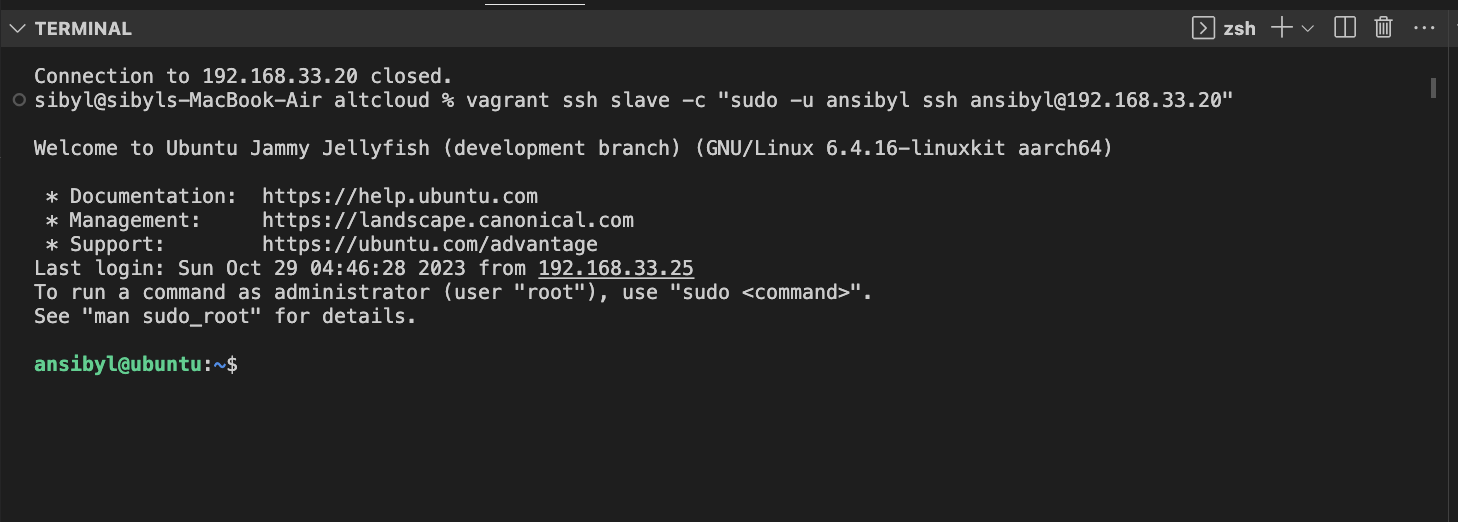 TERMINAL
zsh
Connection to 192.168.33.20 closed.
sibyl@sibyls-MacBook-Air altcloud % vagrant ssh slave -c "sudo -u ansibyl ssh ansibyl@192.168.33.20"
Welcome to Ubuntu Jammy Jellyfish (development branch) (GNU/Linux 6.4.16-linuxkit aarch64)
* Documentation:  https://help.ubuntu.com
* Management:     https://landscape.canonical.com
* Support:        https://ubuntu.com/advantage
Last login: Sun Oct 29 04:46:28 2023 from 192.168.33.25
To run a command as administrator (user "root"), use "sudo <command>".
See "man sudo_root" for details.
ansibyl@ubuntu:~$